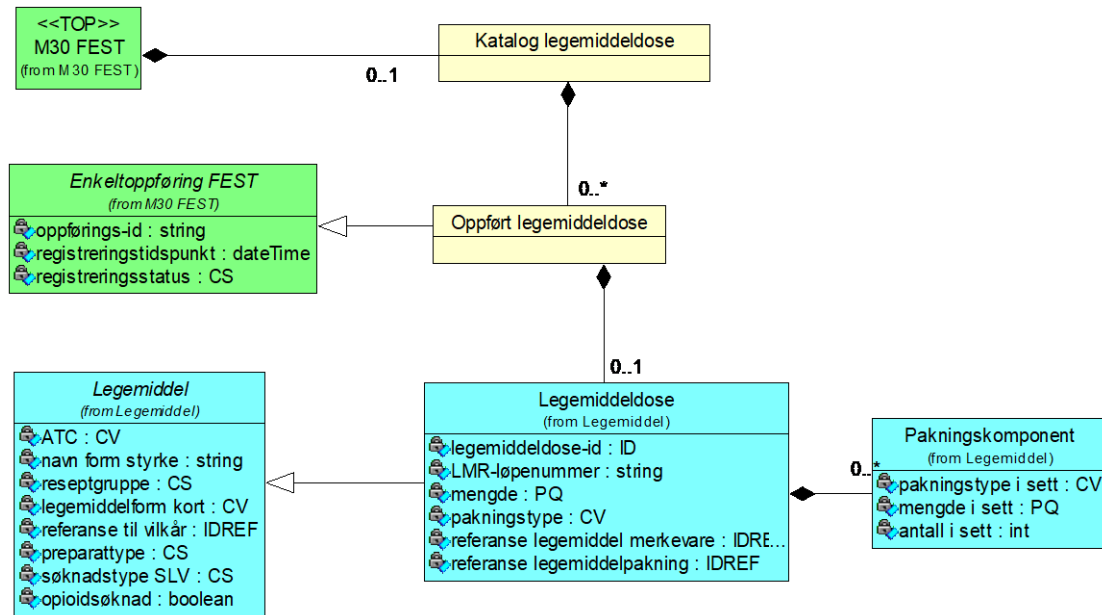 <<TOP>>
M30 FEST
(from M30 FEST)
Katalog legemiddeldose
0..1
0..*
Enkeltoppføring FEST
(from M30 FEST)
oppførings-id : string
registreringstidspunkt : dateTime
registreringsstatus : CS
Oppført legemiddeldose
0..1
Legemiddel
(from Legemiddel)
ATC : CV
navn form styrke : string
reseptgruppe : CS
legemiddelform kort : CV
referanse til vilkår : IDREF
preparattype : CS
søknadstype SLV : CS
opioidsøknad : boolean
Legemiddeldose
(from Legemiddel)
legemiddeldose-id : ID
LMR-løpenummer : string
mengde : PQ
pakningstype : CV
referanse legemiddel merkevare : IDRE...
referanse legemiddelpakning : IDREF
0..*
Pakningskomponent
(from Legemiddel)
pakningstype i sett : CV
mengde i sett : PQ
antall i sett : int